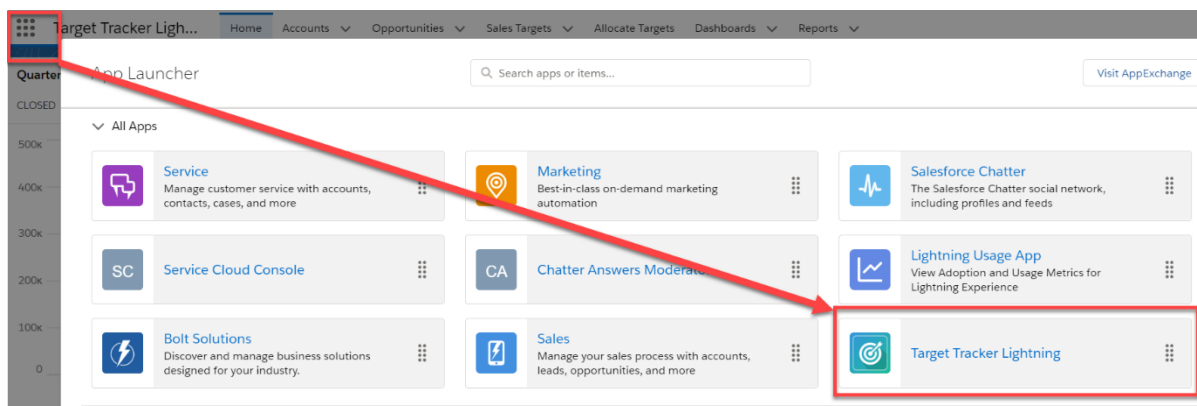 Target Tracker Ligh...
Home
Accounts
Opportunities
Sales Targets
Allocate Targets
Dashboards
Reports
Quarter
App Launcher
Search apps or items...
Visit AppExchange
CLOSED
All Apps
500K
400K
300K
200K
100K
0
Service
Manage customer service with accounts,
contacts, cases, and more
Marketing
Best-in-class on-demand marketing
automation
Salesforce Chatter
The Salesforce Chatter social network,
including profiles and feeds
SC
Service Cloud Console
CA
Chatter Answers Moderat
Lightning Usage App
View Adoption and Usage Metrics for
Lightning Experience
Bolt Solutions
Discover and manage business solutions
designed for your industry.
Sales
Manage your sales process with accounts,
leads, opportunities, and more
Target Tracker Lightning